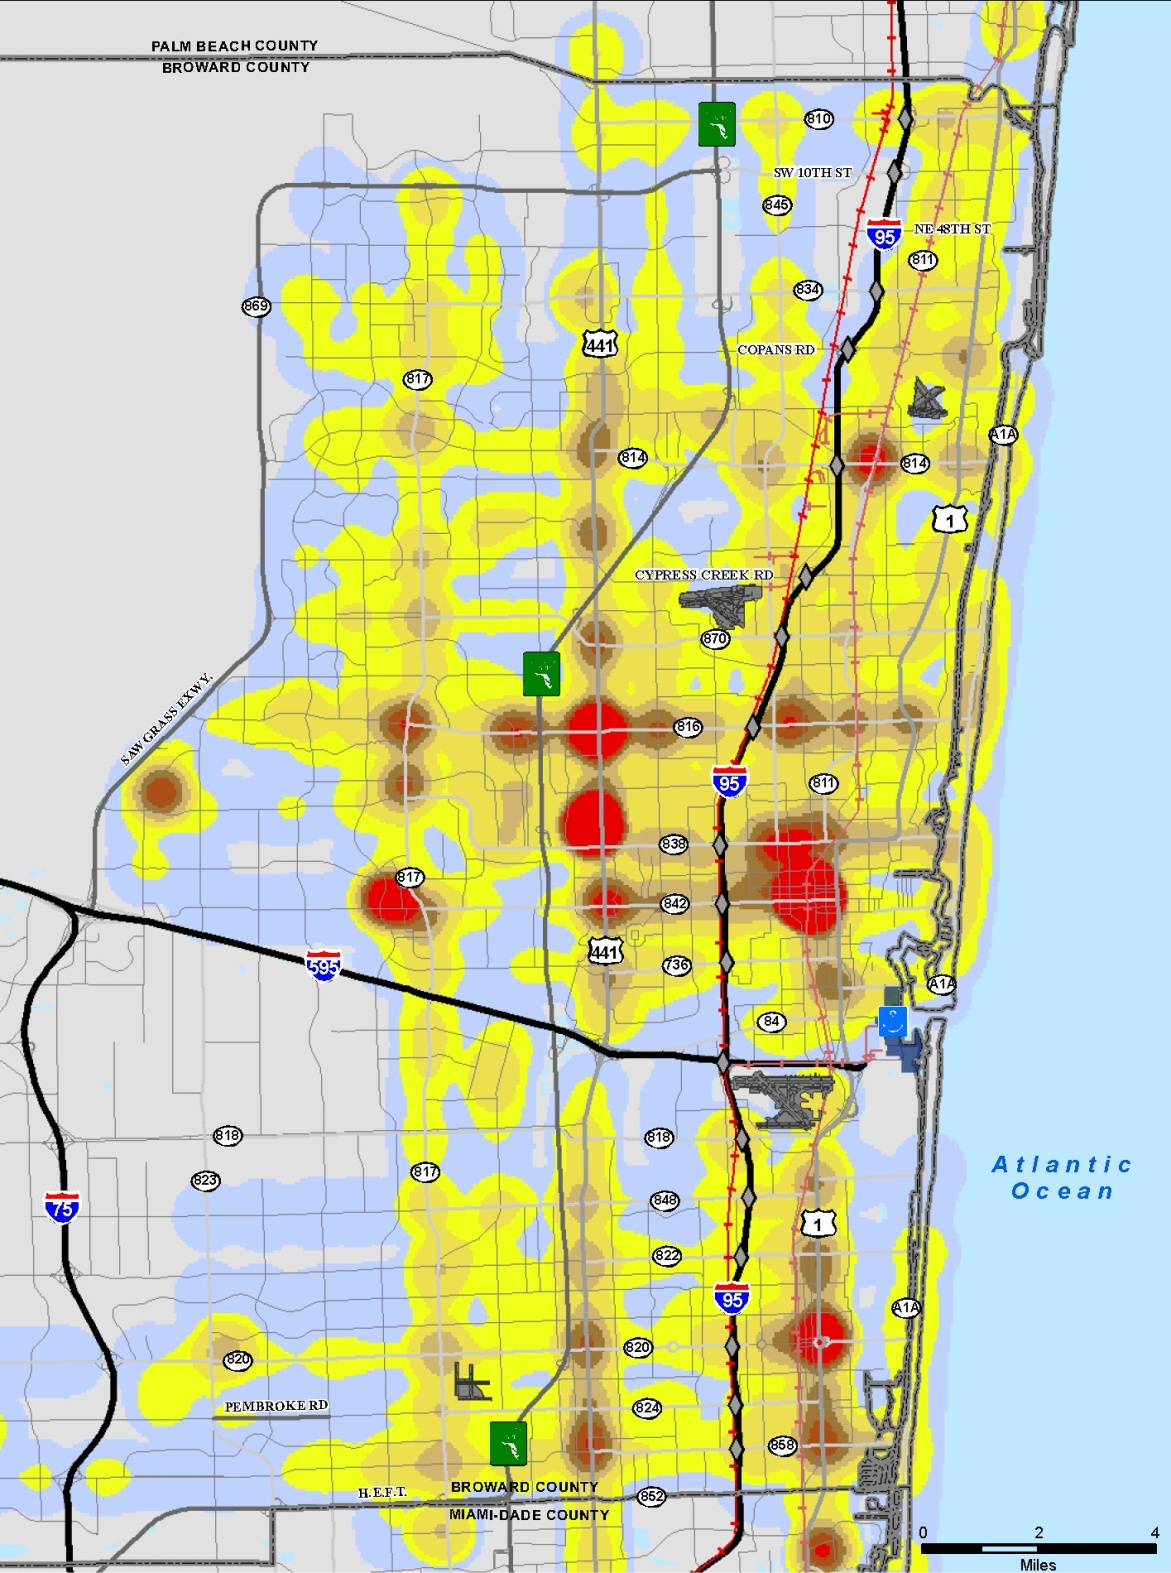 PALM BEACH COUNTY
BROWARD COUNTY
810
SW 10TH ST
845
95
NE 48TH ST
811
834
869
441
COPANS RD
817
A1A
814
814
1
CYPRESS CREEK RD
870
SAWGRASS EXWY.
816
95
811
838
817
842
441
736
595
A1A
84
818
818
817
823
Atlantic
Ocean
848
75
1
822
95
A1A
820
820
PEMBROKE RD
824
858
BROWARD COUNTY
H.E.F.T.
852
MIAMI-DADE COUNTY
0 2 4
Miles